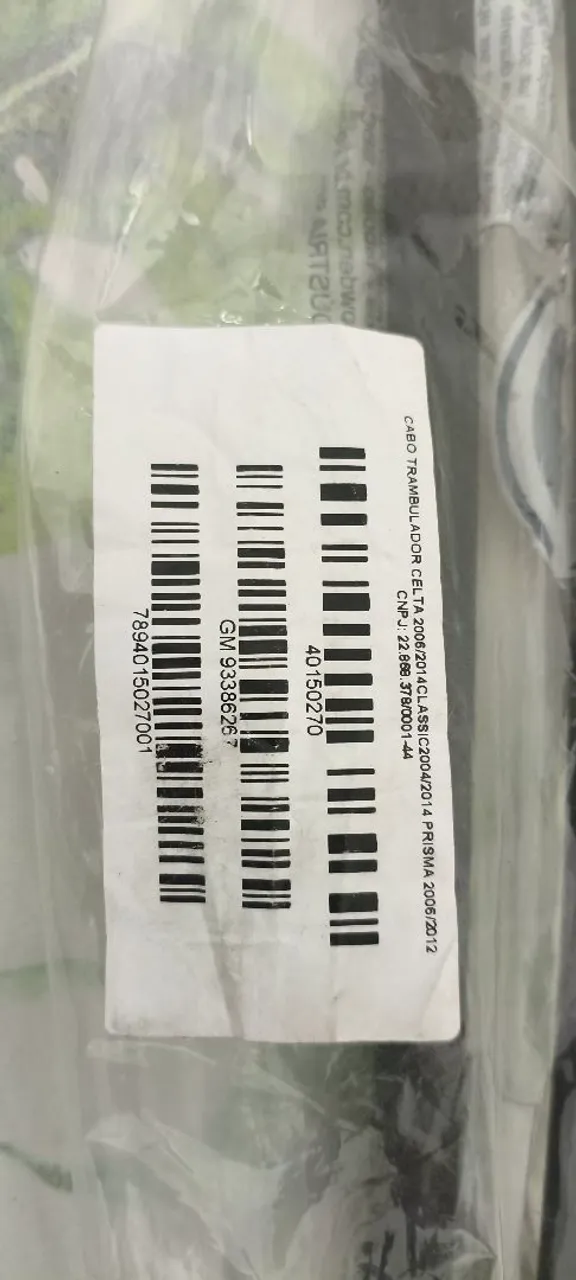 CABO TRAMBULADOR CELTA 2006/2014CLASSIC2004/2014 PRISMA 2006/2012
CNPJ: 22.868.378/0001-44
40150270
GM 93386267
7894015027001